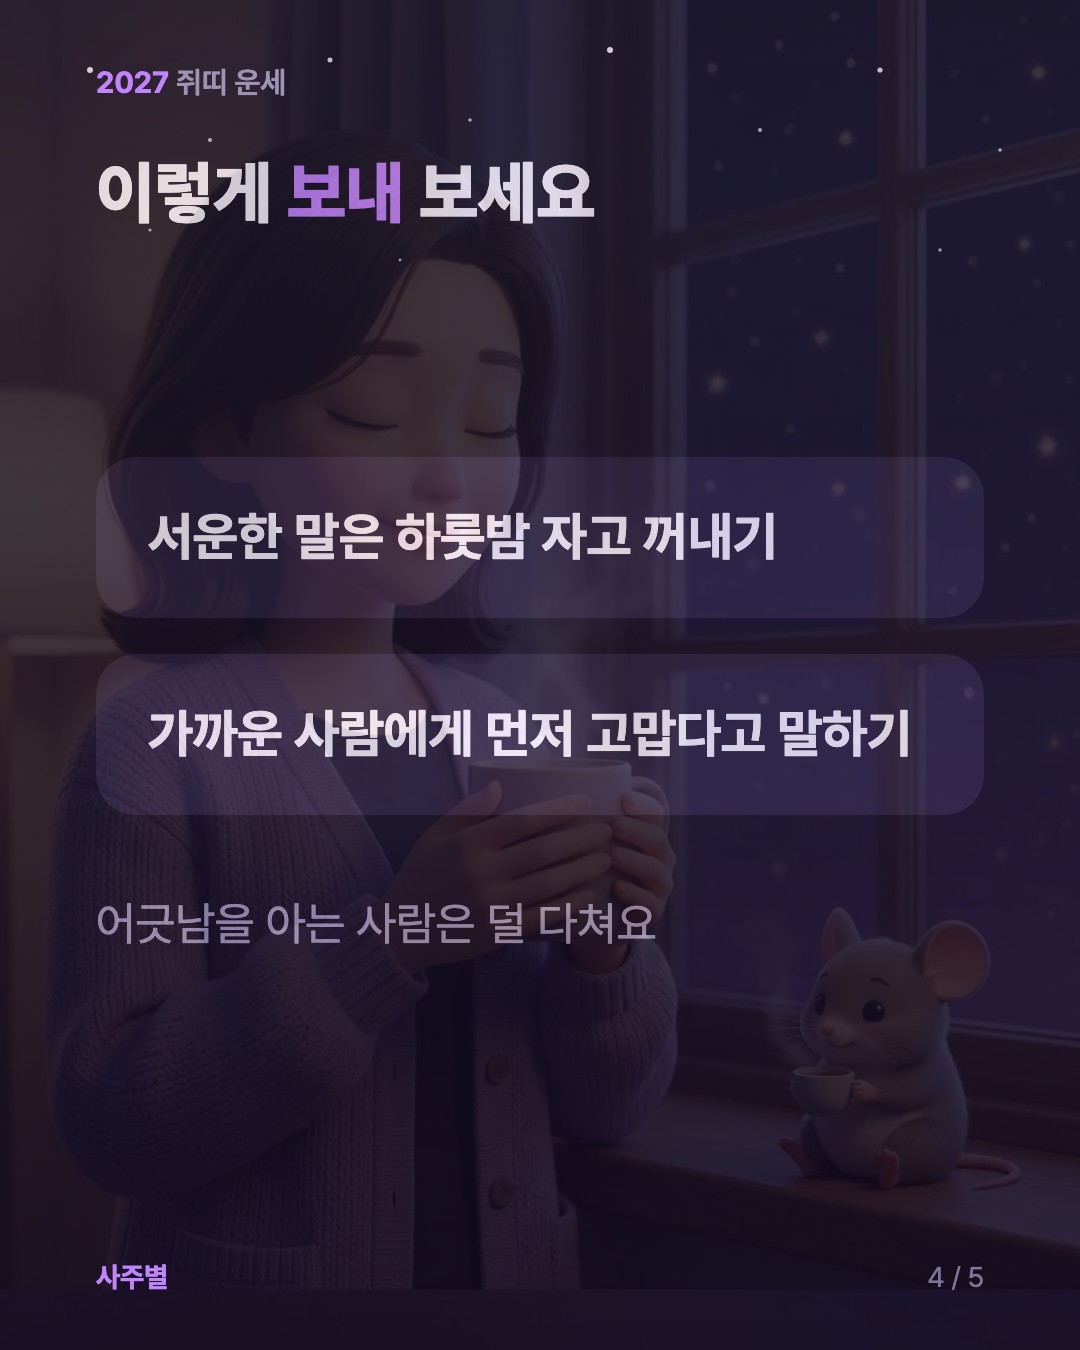 2027 쥐띠 운세
이렇게 보내 보세요
서운한 말은 하룻밤 자고 꺼내기
가까운 사람에게 먼저 고맙다고 말하기
어긋남을 아는 사람은 덜 다쳐요
사주별
4 / 5